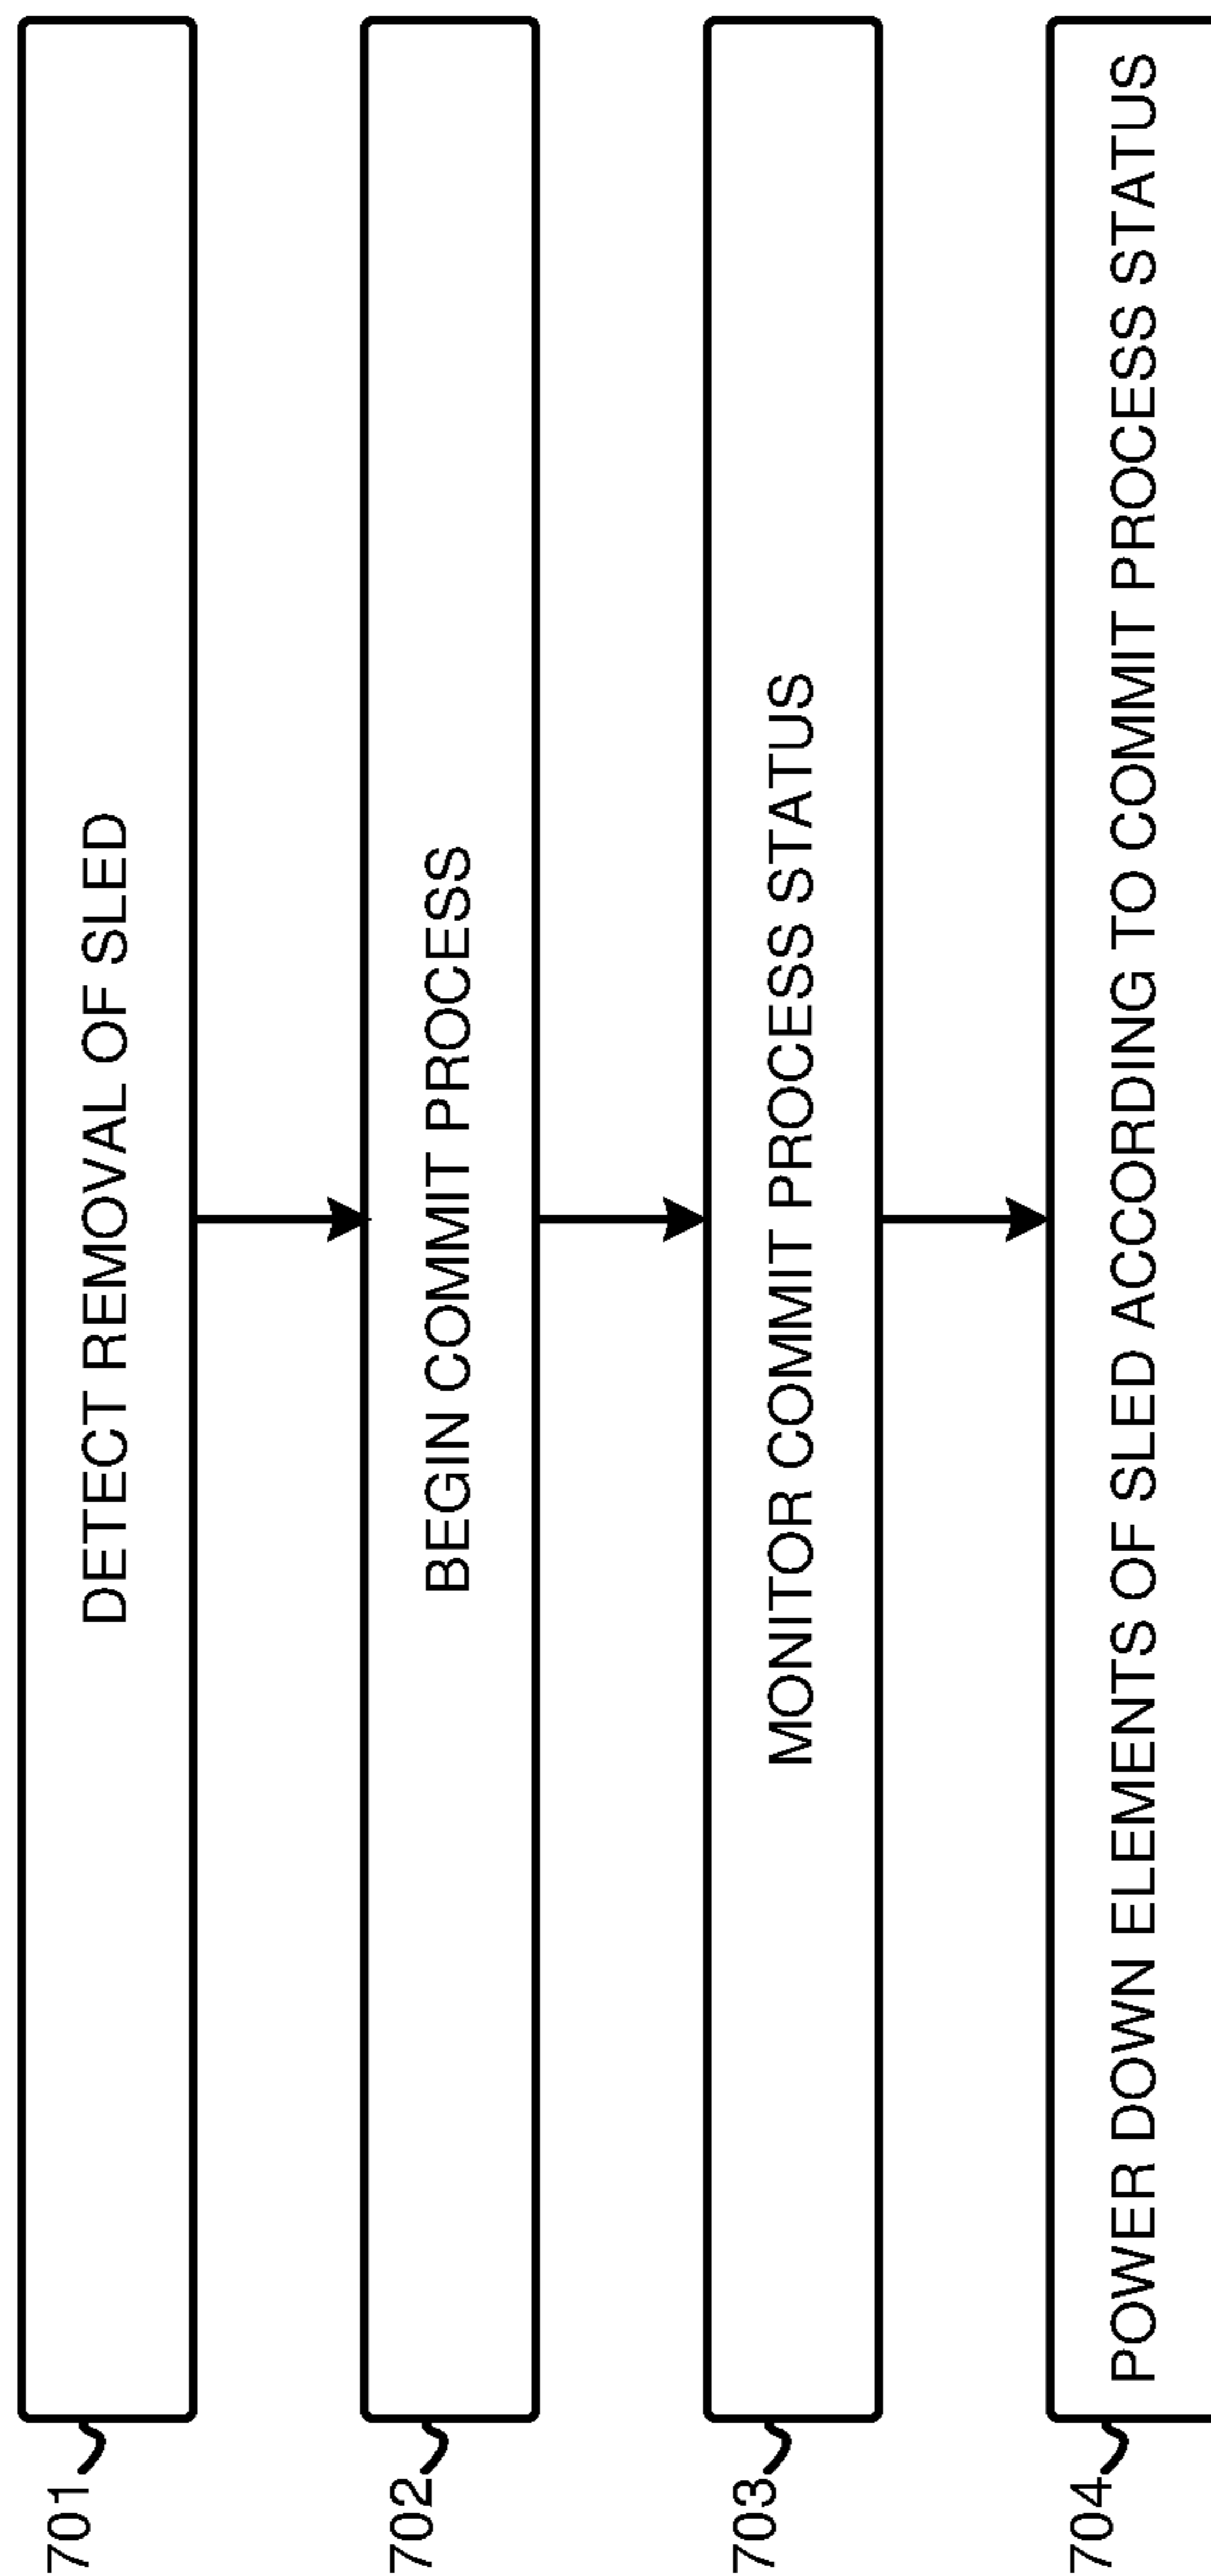 701
DETECT REMOVAL OF SLED
702
BEGIN COMMIT PROCESS
703
MONITOR COMMIT PROCESS STATUS
704
POWER DOWN ELEMENTS OF SLED ACCORDING TO COMMIT PROCESS STATUS